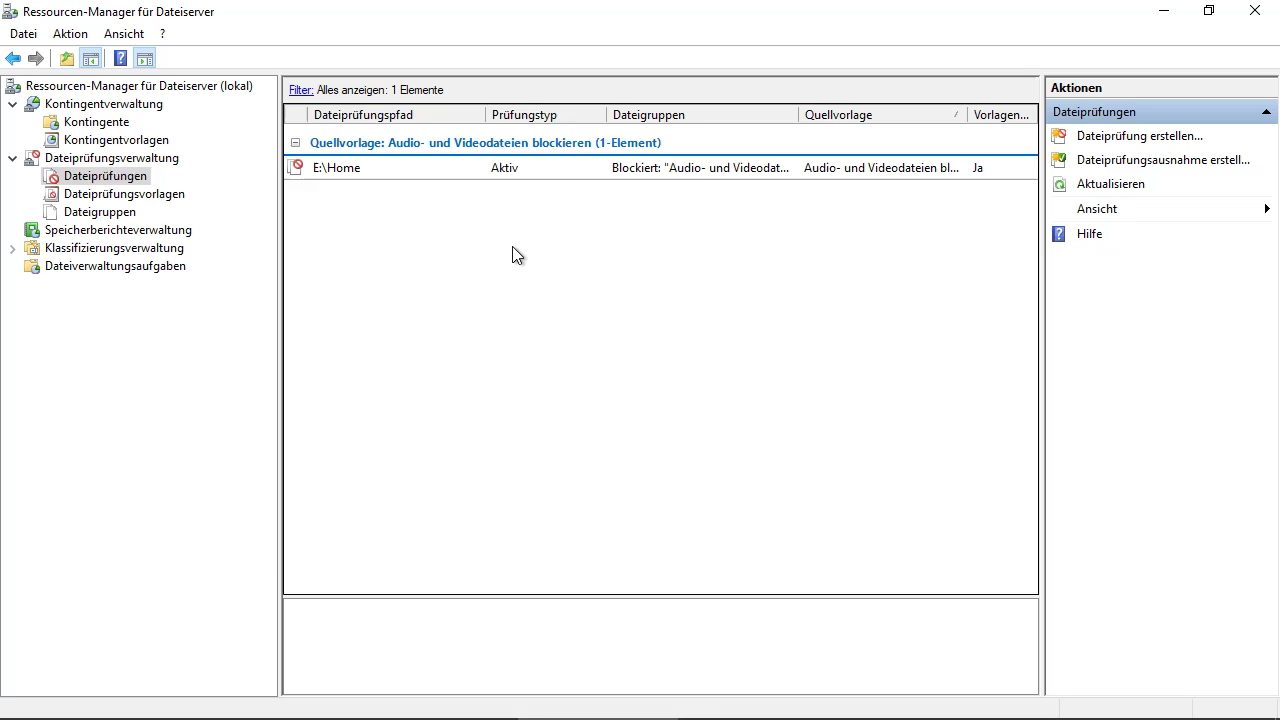 Ressourcen-Manager für Dateiserver
Datei Aktion Ansicht ?
Ressourcen-Manager für Dateiserver (lokal)
Kontingentverwaltung
Kontingente
Kontingentvorlagen
Dateiprüfungsverwaltung
Dateiprüfungen
Dateiprüfungsvorlagen
Dateigruppen
Speicherberichteverwaltung
Klassifizierungsverwaltung
Dateiverwaltungsaufgaben
Filter: Alles anzeigen: 1 Elemente
Dateiprüfungspfad Prüfungstyp Dateigruppen Quellvorlage Vorlagen...
Quellvorlage: Audio- und Videodateien blockieren (1-Element)
E:\Home Aktiv Blockiert: "Audio- und Videodat... Audio- und Videodateien bl... Ja
Aktionen
Dateiprüfungen
Dateiprüfung erstellen...
Dateiprüfungsausnahme erstell...
Aktualisieren
Ansicht
Hilfe